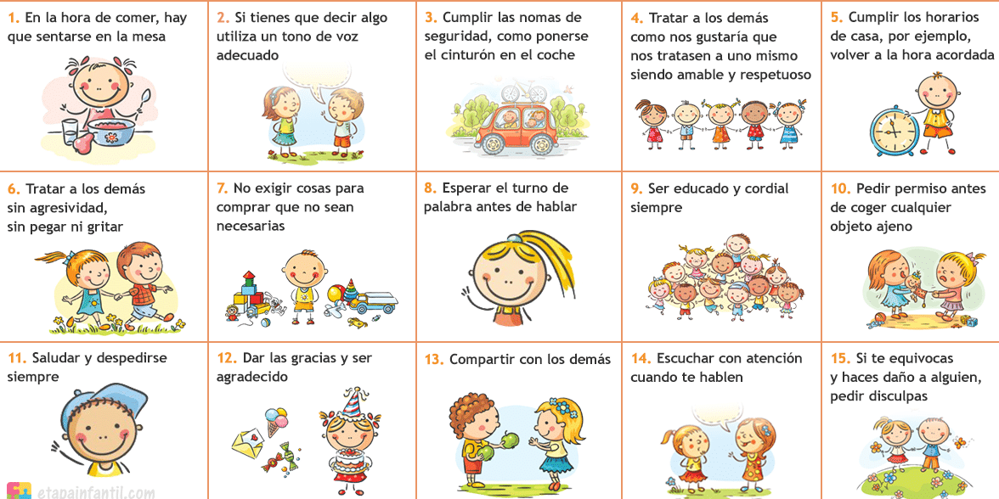 1. En la hora de comer, hay
que sentarse en la mesa
2. Si tienes que decir algo
utiliza un tono de voz
adecuado
3. Cumplir las nomas de
seguridad, como ponerse
el cinturón en el coche
4. Tratar a los demás
como nos gustaría que
nos tratasen a uno mismo
siendo amable y respetuoso
5. Cumplir los horarios
de casa, por ejemplo,
volver a la hora acordada
6. Tratar a los demás
sin agresividad,
sin pegar ni gritar
7. No exigir cosas para
comprar que no sean
necesarias
8. Esperar el turno de
palabra antes de hablar
9. Ser educado y cordial
siempre
10. Pedir permiso antes
de coger cualquier
objeto ajeno
11. Saludar y despedirse
siempre
12. Dar las gracias y ser
agradecido
13. Compartir con los demás
14. Escuchar con atención
cuando te hablen
15. Si te equivocas
y haces daño a alguien,
pedir disculpas
etapainfantil.com